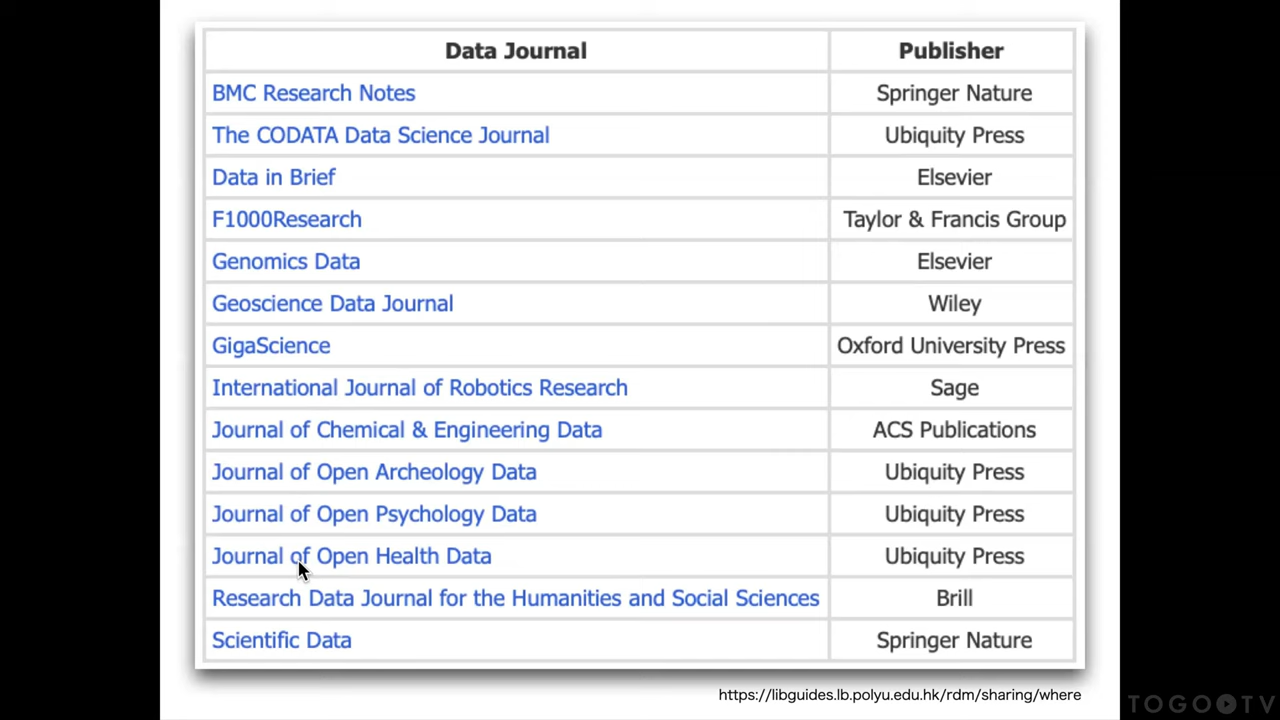 Data Journal Publisher
BMC Research Notes Springer Nature
The CODATA Data Science Journal Ubiquity Press
Data in Brief Elsevier
F1000Research Taylor & Francis Group
Genomics Data Elsevier
Geoscience Data Journal Wiley
GigaScience Oxford University Press
International Journal of Robotics Research Sage
Journal of Chemical & Engineering Data ACS Publications
Journal of Open Archeology Data Ubiquity Press
Journal of Open Psychology Data Ubiquity Press
Journal of Open Health Data Ubiquity Press
Research Data Journal for the Humanities and Social Sciences Brill
Scientific Data Springer Nature
https://libguides.lb.polyu.edu.hk/rdm/sharing/where
TOGO TV